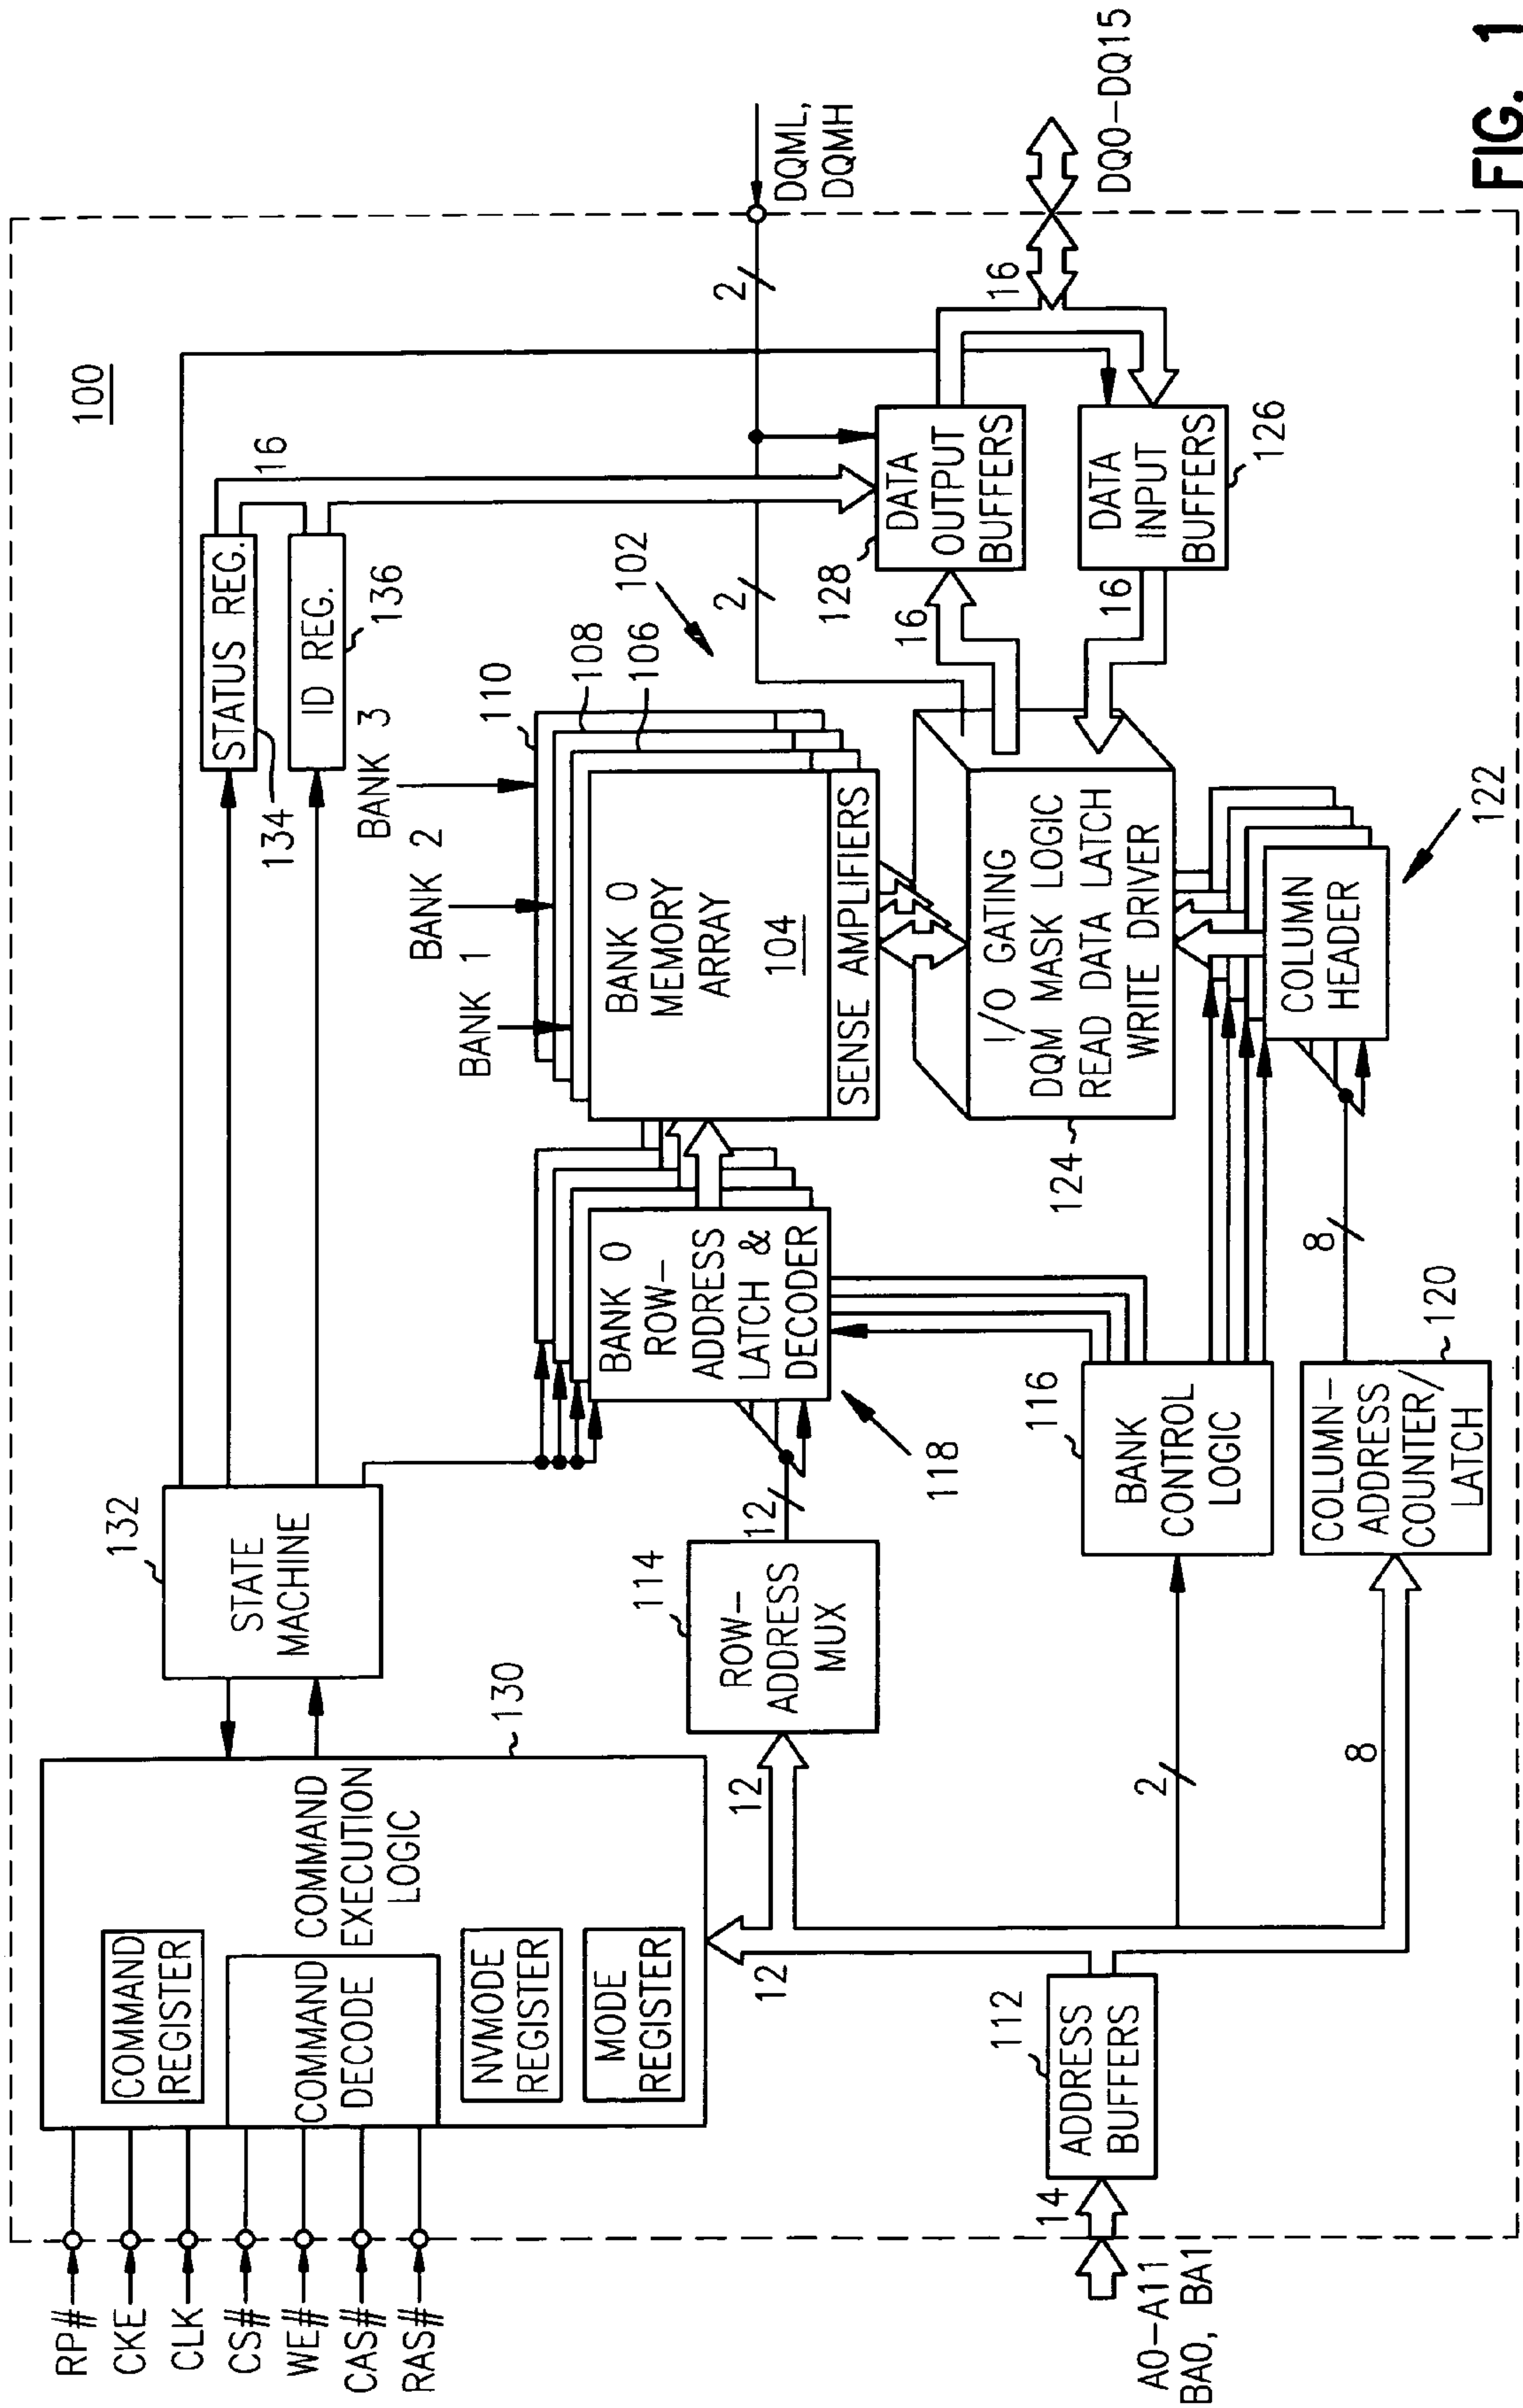 100
RP#
CKE
CLK
CS#
WE#
CAS#
RAS#
COMMAND
REGISTER
COMMAND
DECODE
COMMAND
EXECUTION
LOGIC
NVMODE
REGISTER
MODE
REGISTER
130
132
STATE
MACHINE
STATUS REG.
134
ID REG.
136
16
BANK 3
BANK 2
BANK 1
110
108
106
102
BANK 0
MEMORY
ARRAY
104
SENSE AMPLIFIERS
BANK 0
ROW-
ADDRESS
LATCH &
DECODER
118
12
114
ROW-
ADDRESS
MUX
12
12
2
2
DQML,
DQMH
128
DATA
OUTPUT
BUFFERS
16
16
DQ0-DQ15
DATA
INPUT
BUFFERS
126
16
I/O GATING
DQM MASK LOGIC
READ DATA LATCH
WRITE DRIVER
124
COLUMN
HEADER
122
116
BANK
CONTROL
LOGIC
2
8
COLUMN-
ADDRESS
COUNTER/
LATCH
120
8
112
ADDRESS
BUFFERS
14
A0-A11
BA0, BA1
FIG. 1